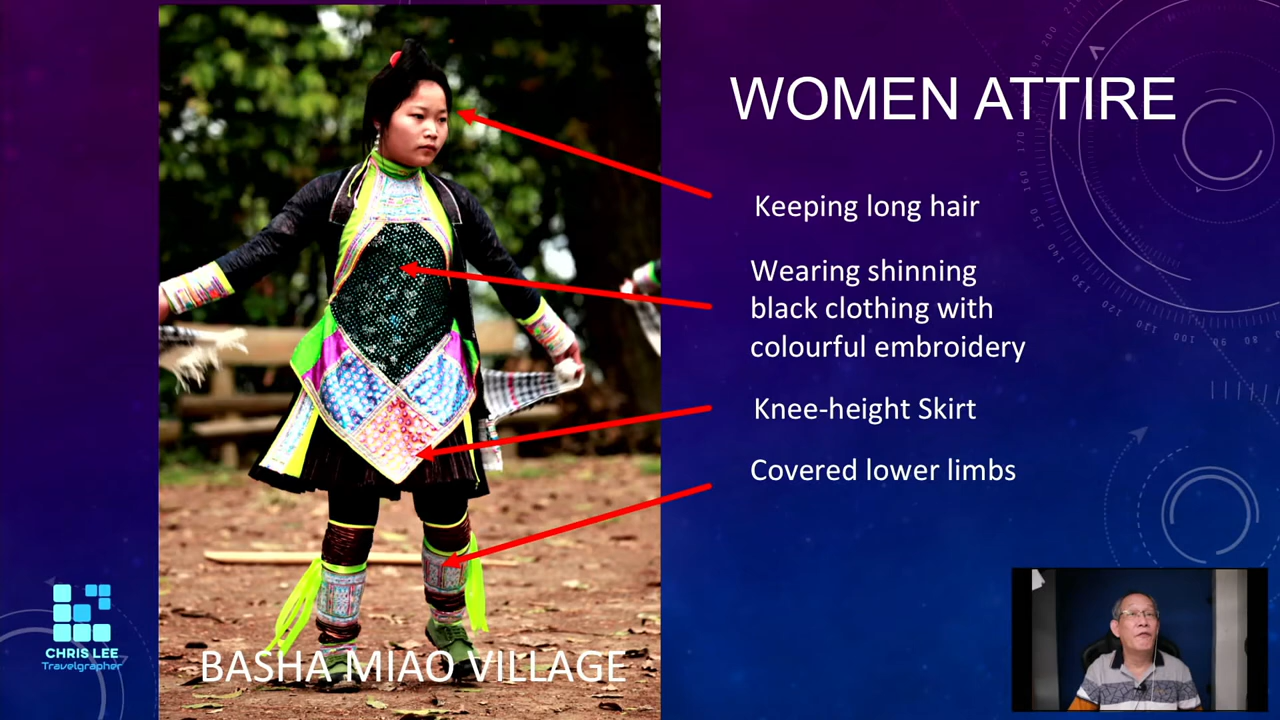 WOMEN ATTIRE
Keeping long hair
Wearing shinning
black clothing with
colourful embroidery
Knee-height Skirt
Covered lower limbs
CHRIS LEE
Travelgrapher
BASHA MIAO VILLAGE